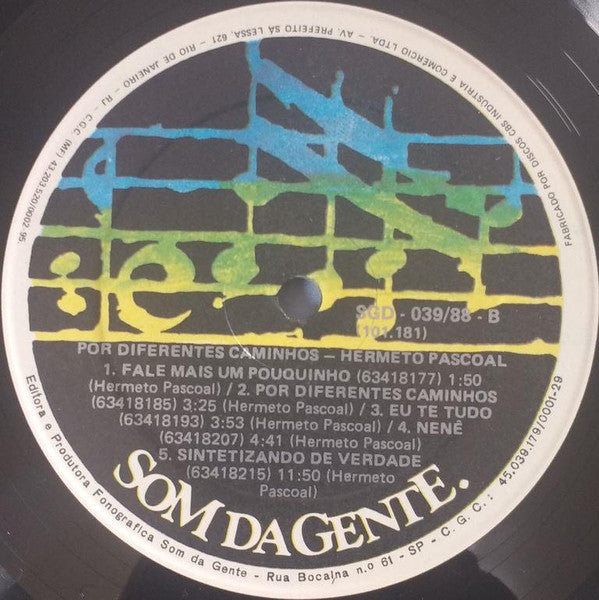 FABRICADO POR DISCOS CBS INDÚSTRIA E COMÉRCIO LTDA - AV. PREFEITO SÁ LESSA, 621 - RIO DE JANEIRO - RJ - C.G.C. (MF) 43.203.520/0002-95.
SGD - 039/88 - B
(101.181)
POR DIFERENTES CAMINHOS — HERMETO PASCOAL
1. FALE MAIS UM POUQUINHO (63418177) 1:50
(Hermeto Pascoal) / 2. POR DIFERENTES CAMINHOS
(63418185) 3:25 (Hermeto Pascoal) / 3. EU TE TUDO
(63418193) 3:53 (Hermeto Pascoal) / 4. NENÊ
(63418207) 4:41 (Hermeto Pascoal)
5. SINTETIZANDO DE VERDADE
(63418215) 11:50 (Hermeto
Pascoal)
SOM DA GENTE.
Editora e Produtora Fonográfica Som da Gente - Rua Bocaina n.o 61 - SP - C.G.C.: 45.039.179/0001-29